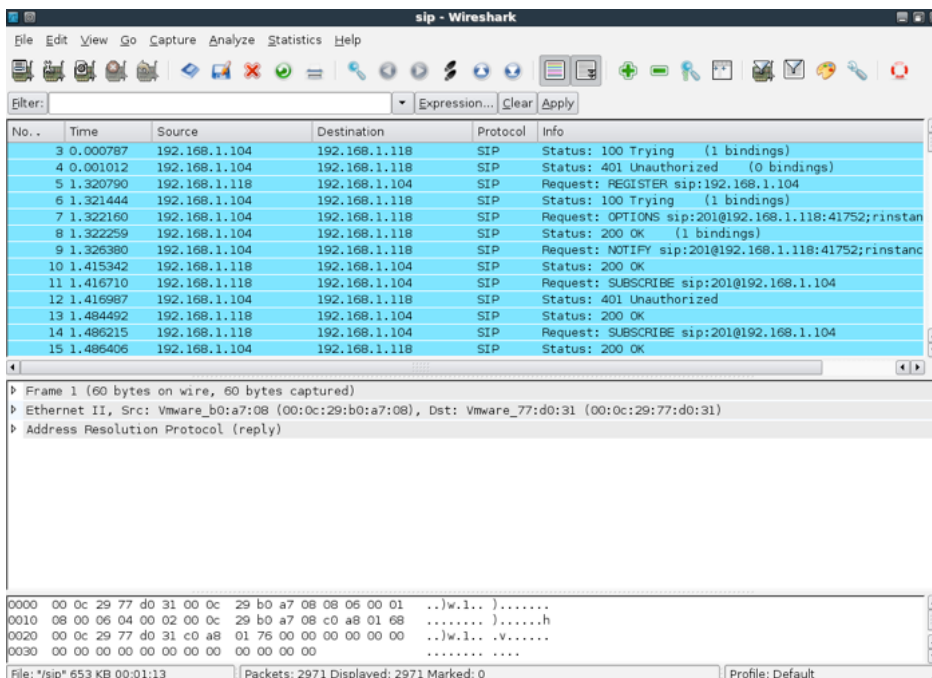 sip - Wireshark
File Edit View Go Capture Analyze Statistics Help
Filter: Expression... Clear Apply
No. . Time Source Destination Protocol Info
3 0.000787 192.168.1.104 192.168.1.118 SIP Status: 100 Trying (1 bindings)
4 0.001012 192.168.1.104 192.168.1.118 SIP Status: 401 Unauthorized (0 bindings)
5 1.320790 192.168.1.118 192.168.1.104 SIP Request: REGISTER sip:192.168.1.104
6 1.321444 192.168.1.104 192.168.1.118 SIP Status: 100 Trying (1 bindings)
7 1.322160 192.168.1.104 192.168.1.118 SIP Request: OPTIONS sip:201@192.168.1.118:41752;rinstan
8 1.322259 192.168.1.104 192.168.1.118 SIP Status: 200 OK (1 bindings)
9 1.326380 192.168.1.104 192.168.1.118 SIP Request: NOTIFY sip:201@192.168.1.118:41752;rinstanc
10 1.415342 192.168.1.118 192.168.1.104 SIP Status: 200 OK
11 1.416710 192.168.1.118 192.168.1.104 SIP Request: SUBSCRIBE sip:201@192.168.1.104
12 1.416987 192.168.1.104 192.168.1.118 SIP Status: 401 Unauthorized
13 1.484492 192.168.1.118 192.168.1.104 SIP Status: 200 OK
14 1.486215 192.168.1.118 192.168.1.104 SIP Request: SUBSCRIBE sip:201@192.168.1.104
15 1.486406 192.168.1.104 192.168.1.118 SIP Status: 200 OK
Frame 1 (60 bytes on wire, 60 bytes captured)
Ethernet II, Src: Vmware_b0:a7:08 (00:0c:29:b0:a7:08), Dst: Vmware_77:d0:31 (00:0c:29:77:d0:31)
Address Resolution Protocol (reply)
0000 00 0c 29 77 d0 31 00 0c 29 b0 a7 08 08 06 00 01 ..)w.1.. ).......
0010 08 00 06 04 00 02 00 0c 29 b0 a7 08 c0 a8 01 68 ........ )......h
0020 00 0c 29 77 d0 31 c0 a8 01 76 00 00 00 00 00 00 ..)w.1.. .v......
0030 00 00 00 00 00 00 00 00 00 00 00 00 ........ ....
File: "/sip" 653 KB 00:01:13 Packets: 2971 Displayed: 2971 Marked: 0 Profile: Default